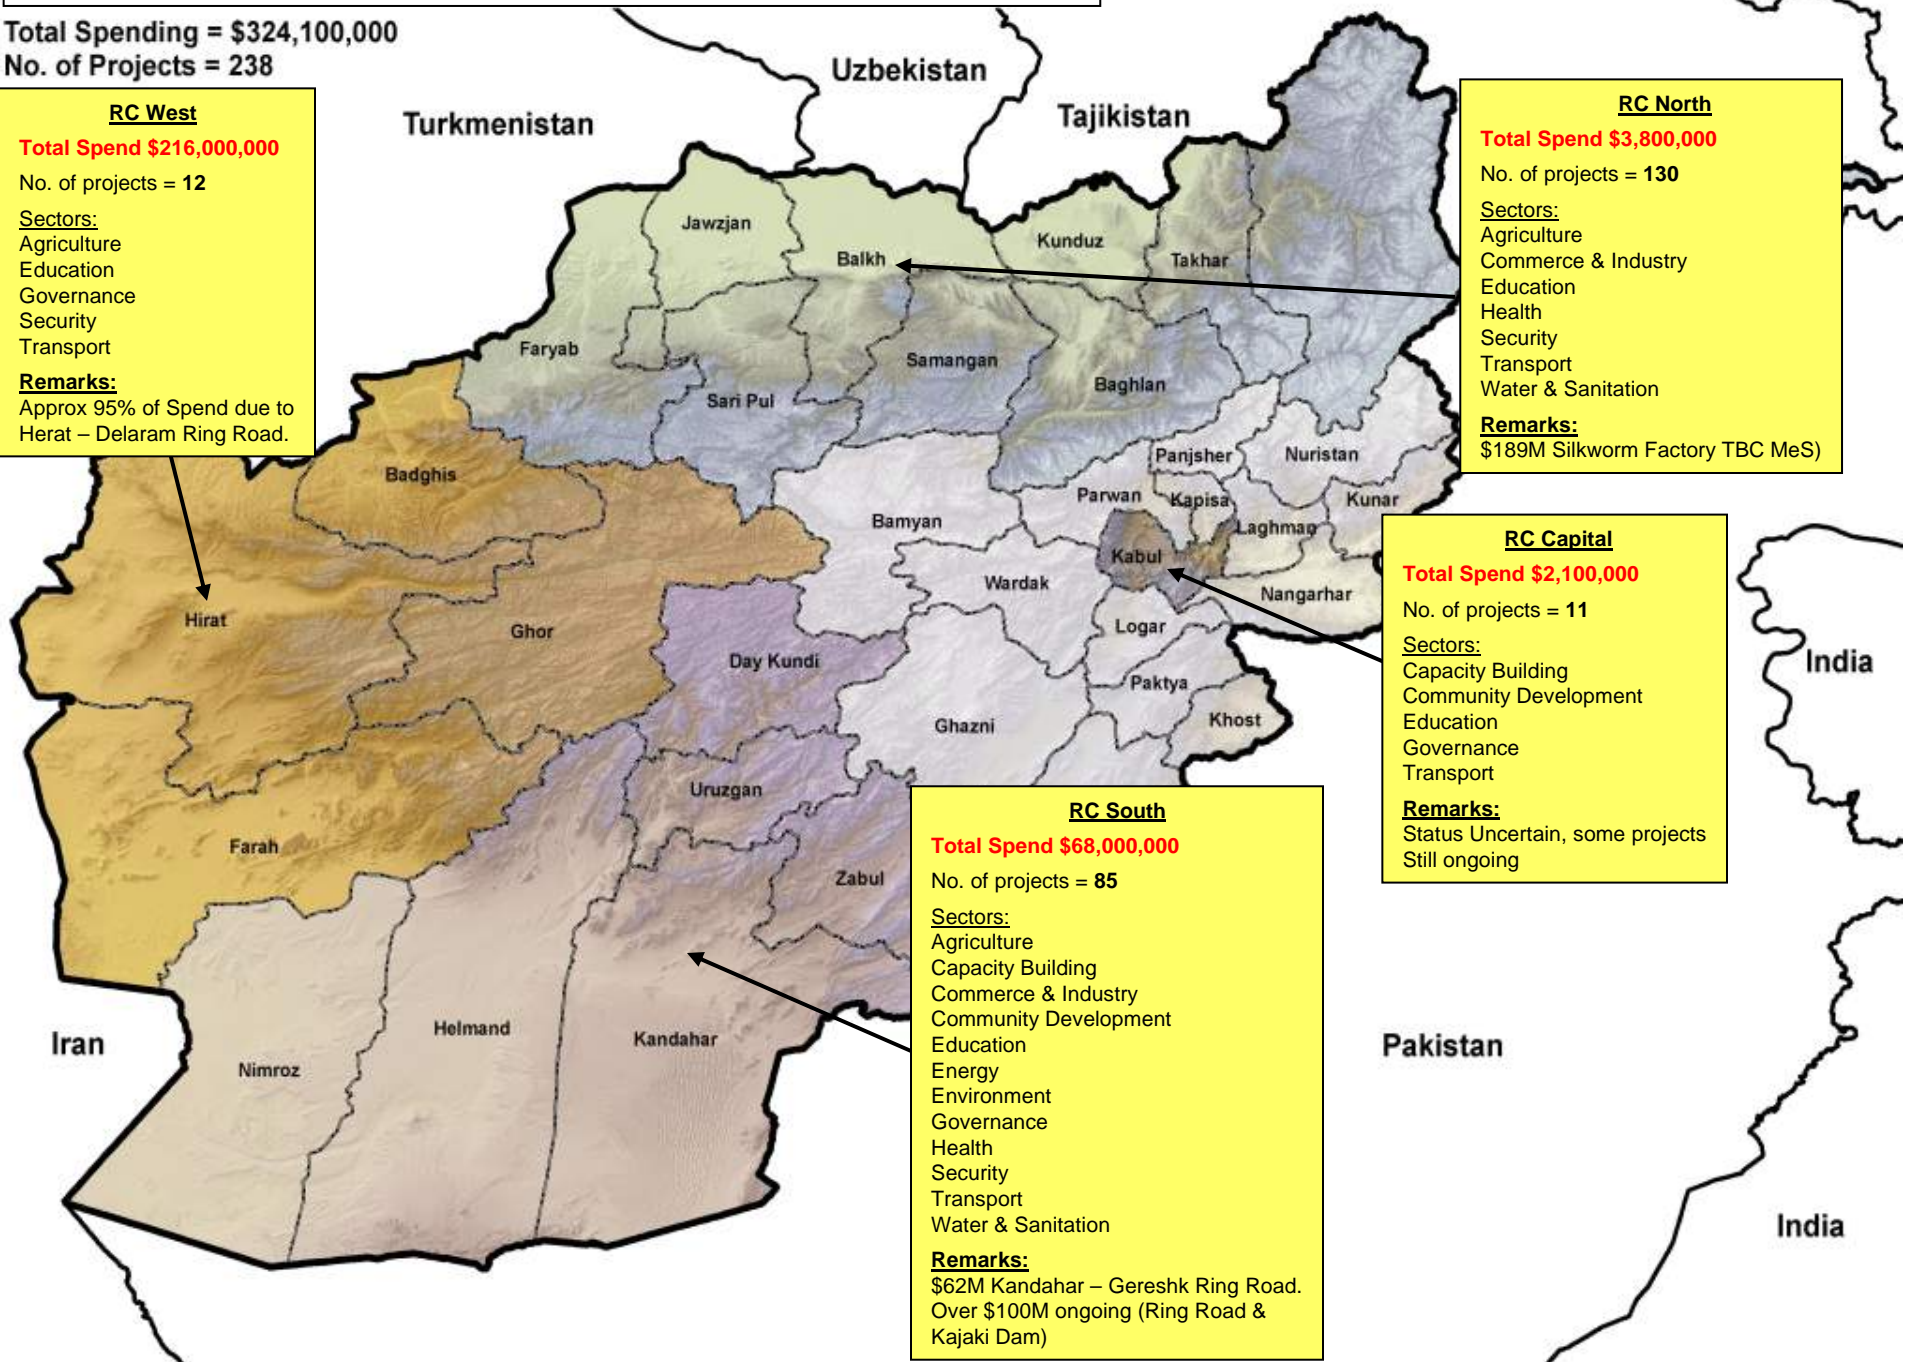 Total Spending = $324,100,000
No. of Projects = 238
RC West
Total Spend $216,000,000
No. of projects = 12
Sectors:
Agriculture
Education
Governance
Security
Transport
Remarks:
Approx 95% of Spend due to
Herat – Delaram Ring Road.
RC North
Total Spend $3,800,000
No. of projects = 130
Sectors:
Agriculture
Commerce & Industry
Education
Health
Security
Transport
Water & Sanitation
Remarks:
$189M Silkworm Factory TBC MeS)
RC Capital
Total Spend $2,100,000
No. of projects = 11
Sectors:
Capacity Building
Community Development
Education
Governance
Transport
Remarks:
Status Uncertain, some projects
Still ongoing
RC South
Total Spend $68,000,000
No. of projects = 85
Sectors:
Agriculture
Capacity Building
Commerce & Industry
Community Development
Education
Energy
Environment
Governance
Health
Security
Transport
Water & Sanitation
Remarks:
$62M Kandahar – Gereshk Ring Road.
Over $100M ongoing (Ring Road &
Kajaki Dam)
Uzbekistan
Turkmenistan
Tajikistan
Jawzjan
Balkh
Kunduz
Takhar
Faryab
Samangan
Baghlan
Sari Pul
Badghis
Panjsher
Nuristan
Parwan
Kapisa
Kunar
Bamyan
Laghman
Kabul
Wardak
Nangarhar
Hirat
Ghor
Logar
Day Kundi
Paktya
Ghazni
Khost
Uruzgan
Farah
Zabul
Helmand
Kandahar
Nimroz
Iran
Pakistan
India
India